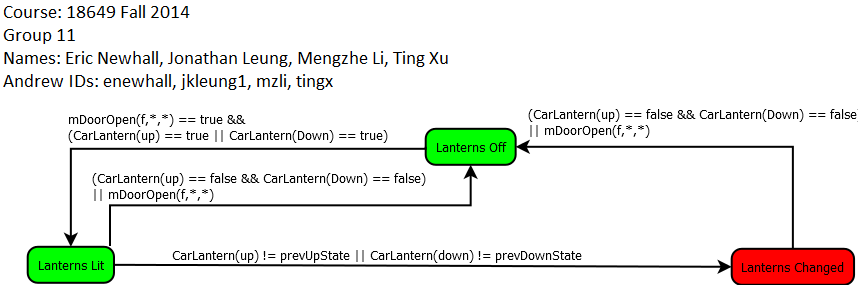 Course: 18649 Fall 2014
Group 11
Names: Eric Newhall, Jonathan Leung, Mengzhe Li, Ting Xu
Andrew IDs: enewhall, jkleung1, mzli, tingx
mDoorOpen(f,*,*) == true &&
(CarLantern(up) == true || CarLantern(Down) == true)
Lanterns Off
(CarLantern(up) == false && CarLantern(Down) == false)
|| mDoorOpen(f,*,*)
(CarLantern(up) == false && CarLantern(Down) == false)
|| mDoorOpen(f,*,*)
Lanterns Lit
CarLantern(up) != prevUpState || CarLantern(down) != prevDownState
Lanterns Changed